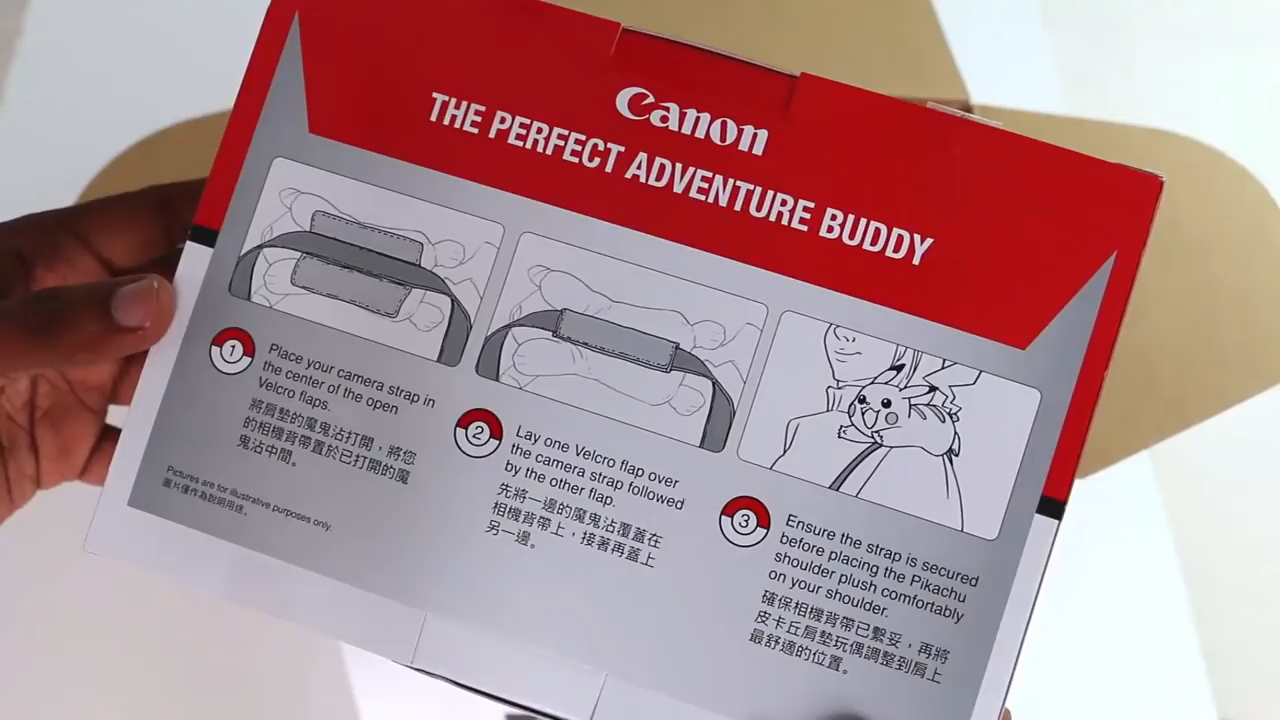 Canon
THE PERFECT ADVENTURE BUDDY
1
Place your camera strap in
the center of the open
Velcro flaps.
將肩墊的魔鬼沾打開，將您
的相機背帶置於已打開的魔
鬼沾中間。
2
Lay one Velcro flap over
the camera strap followed
by the other flap.
先將一邊的魔鬼沾覆蓋在
相機背帶上，接著再蓋上
另一邊。
3
Ensure the strap is secured
before placing the Pikachu
shoulder plush comfortably
on your shoulder.
確保相機背帶已繫妥，再將
皮卡丘肩墊玩偶調整到肩上
最舒適的位置。
Pictures are for illustrative purposes only.
圖片僅作為說明用途。